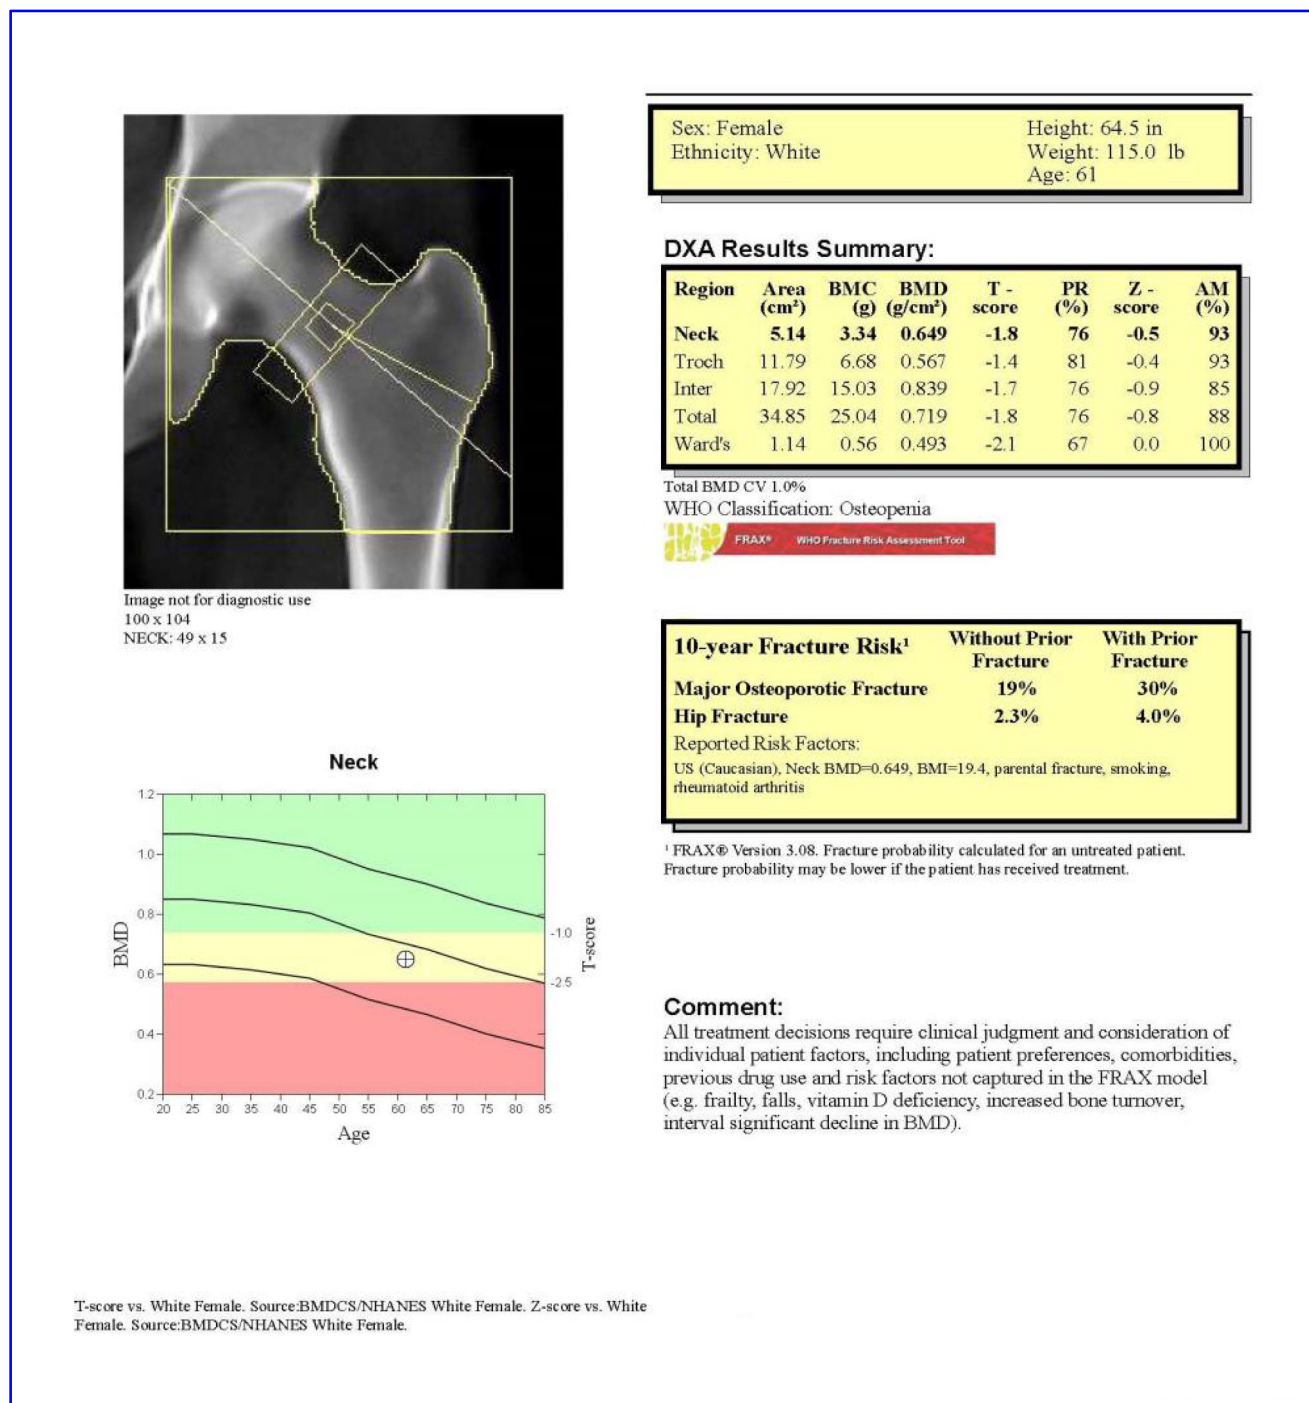 Sex: Female Height: 64.5 in
Ethnicity: White Weight: 115.0 lb
Age: 61
DXA Results Summary:
Region Area BMC BMD T - PR Z - AM
(cm²) (g) (g/cm²) score (%) score (%)
Neck 5.14 3.34 0.649 -1.8 76 -0.5 93
Troch 11.79 6.68 0.567 -1.4 81 -0.4 93
Inter 17.92 15.03 0.839 -1.7 76 -0.9 85
Total 34.85 25.04 0.719 -1.8 76 -0.8 88
Ward's 1.14 0.56 0.493 -2.1 67 0.0 100
Total BMD CV 1.0%
WHO Classification: Osteopenia
FRAX® WHO Fracture Risk Assessment Tool
Image not for diagnostic use
100 x 104
NECK: 49 x 15
10-year Fracture Risk¹ Without Prior With Prior
Fracture Fracture
Major Osteoporotic Fracture 19% 30%
Hip Fracture 2.3% 4.0%
Reported Risk Factors:
US (Caucasian), Neck BMD=0.649, BMI=19.4, parental fracture, smoking,
rheumatoid arthritis
¹ FRAX® Version 3.08. Fracture probability calculated for an untreated patient.
Fracture probability may be lower if the patient has received treatment.
Neck
1.2
1.0
0.8
0.6
0.4
0.2
BMD
-1.0
-2.5
T-score
20 25 30 35 40 45 50 55 60 65 70 75 80 85
Age
Comment:
All treatment decisions require clinical judgment and consideration of
individual patient factors, including patient preferences, comorbidities,
previous drug use and risk factors not captured in the FRAX model
(e.g. frailty, falls, vitamin D deficiency, increased bone turnover,
interval significant decline in BMD).
T-score vs. White Female. Source:BMDCS/NHANES White Female. Z-score vs. White
Female. Source:BMDCS/NHANES White Female.